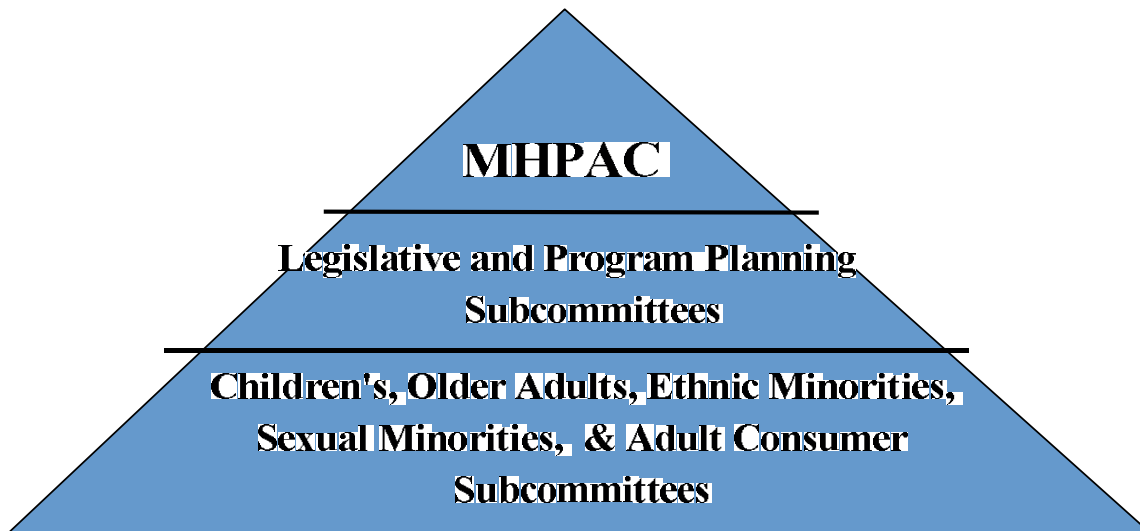 MHPAC
Legislative and Program Planning
Subcommittees
Children's, Older Adults, Ethnic Minorities,
Sexual Minorities, & Adult Consumer
Subcommittees